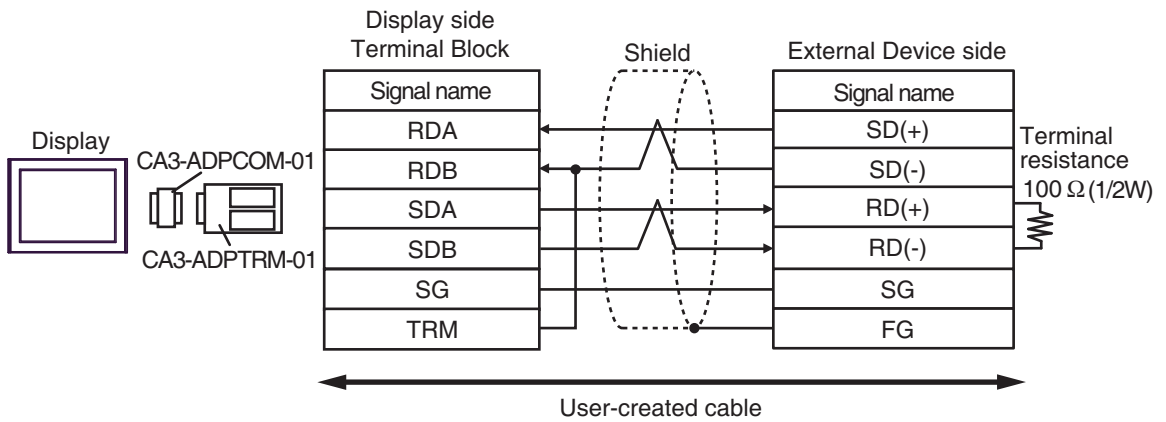 Display side
Terminal Block
Shield
External Device side
Signal name
Signal name
RDA
SD(+)
Display
CA3-ADPCOM-01
RDB
SD(-)
Terminal
resistance
100 Ω (1/2W)
SDA
RD(+)
CA3-ADPTRM-01
SDB
RD(-)
SG
SG
TRM
FG
User-created cable